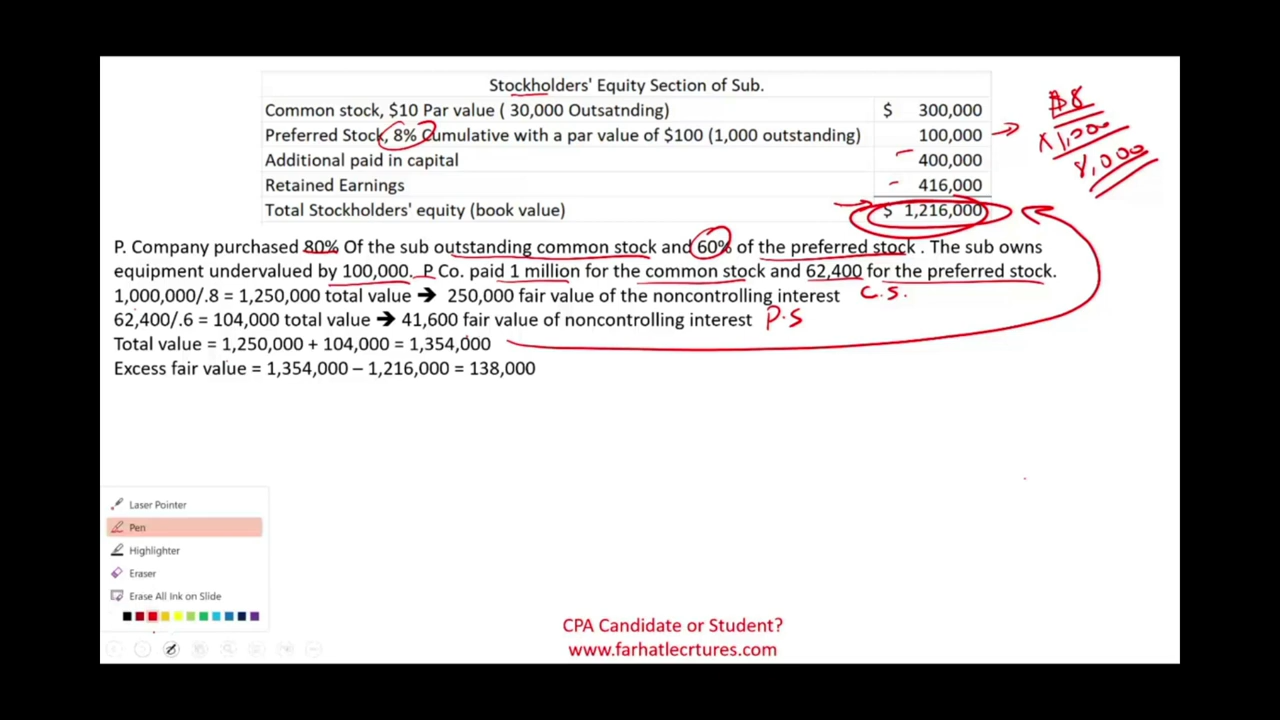 Stockholders' Equity Section of Sub.
Common stock, $10 Par value ( 30,000 Outsatnding) $ 300,000
Preferred Stock, 8% Cumulative with a par value of $100 (1,000 outstanding) 100,000
Additional paid in capital 400,000
Retained Earnings 416,000
Total Stockholders' equity (book value) $ 1,216,000
$8
x1,000
8,000
P. Company purchased 80% Of the sub outstanding common stock and 60% of the preferred stock . The sub owns
equipment undervalued by 100,000. P Co. paid 1 million for the common stock and 62,400 for the preferred stock.
1,000,000/.8 = 1,250,000 total value ➔ 250,000 fair value of the noncontrolling interest C.S.
62,400/.6 = 104,000 total value ➔ 41,600 fair value of noncontrolling interest P.S
Total value = 1,250,000 + 104,000 = 1,354,000
Excess fair value = 1,354,000 – 1,216,000 = 138,000
Laser Pointer
Pen
Highlighter
Eraser
Erase All Ink on Slide
CPA Candidate or Student?
www.farhatlecrtures.com